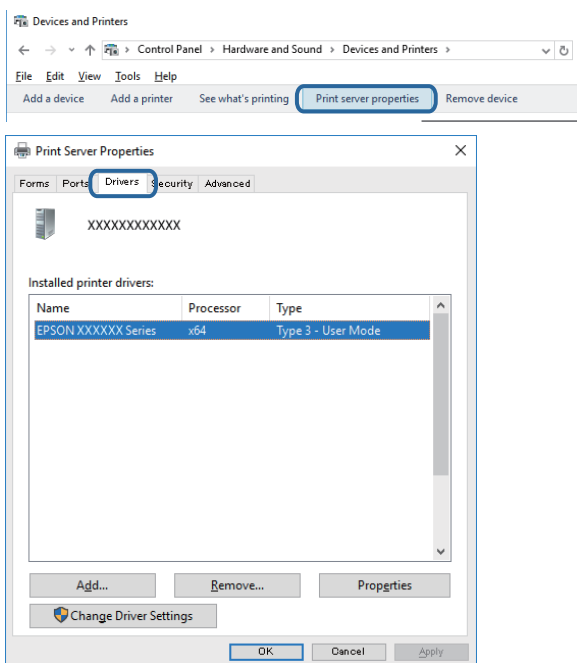 Devices and Printers
Control Panel > Hardware and Sound > Devices and Printers >
File Edit View Tools Help
Add a device Add a printer See what's printing Print server properties Remove device
Print Server Properties
Forms Ports Drivers Security Advanced
XXXXXXXXXXXX
Installed printer drivers:
Name Processor Type
EPSON XXXXXX Series x64 Type 3 - User Mode
Add... Remove... Properties
Change Driver Settings
OK Cancel Apply